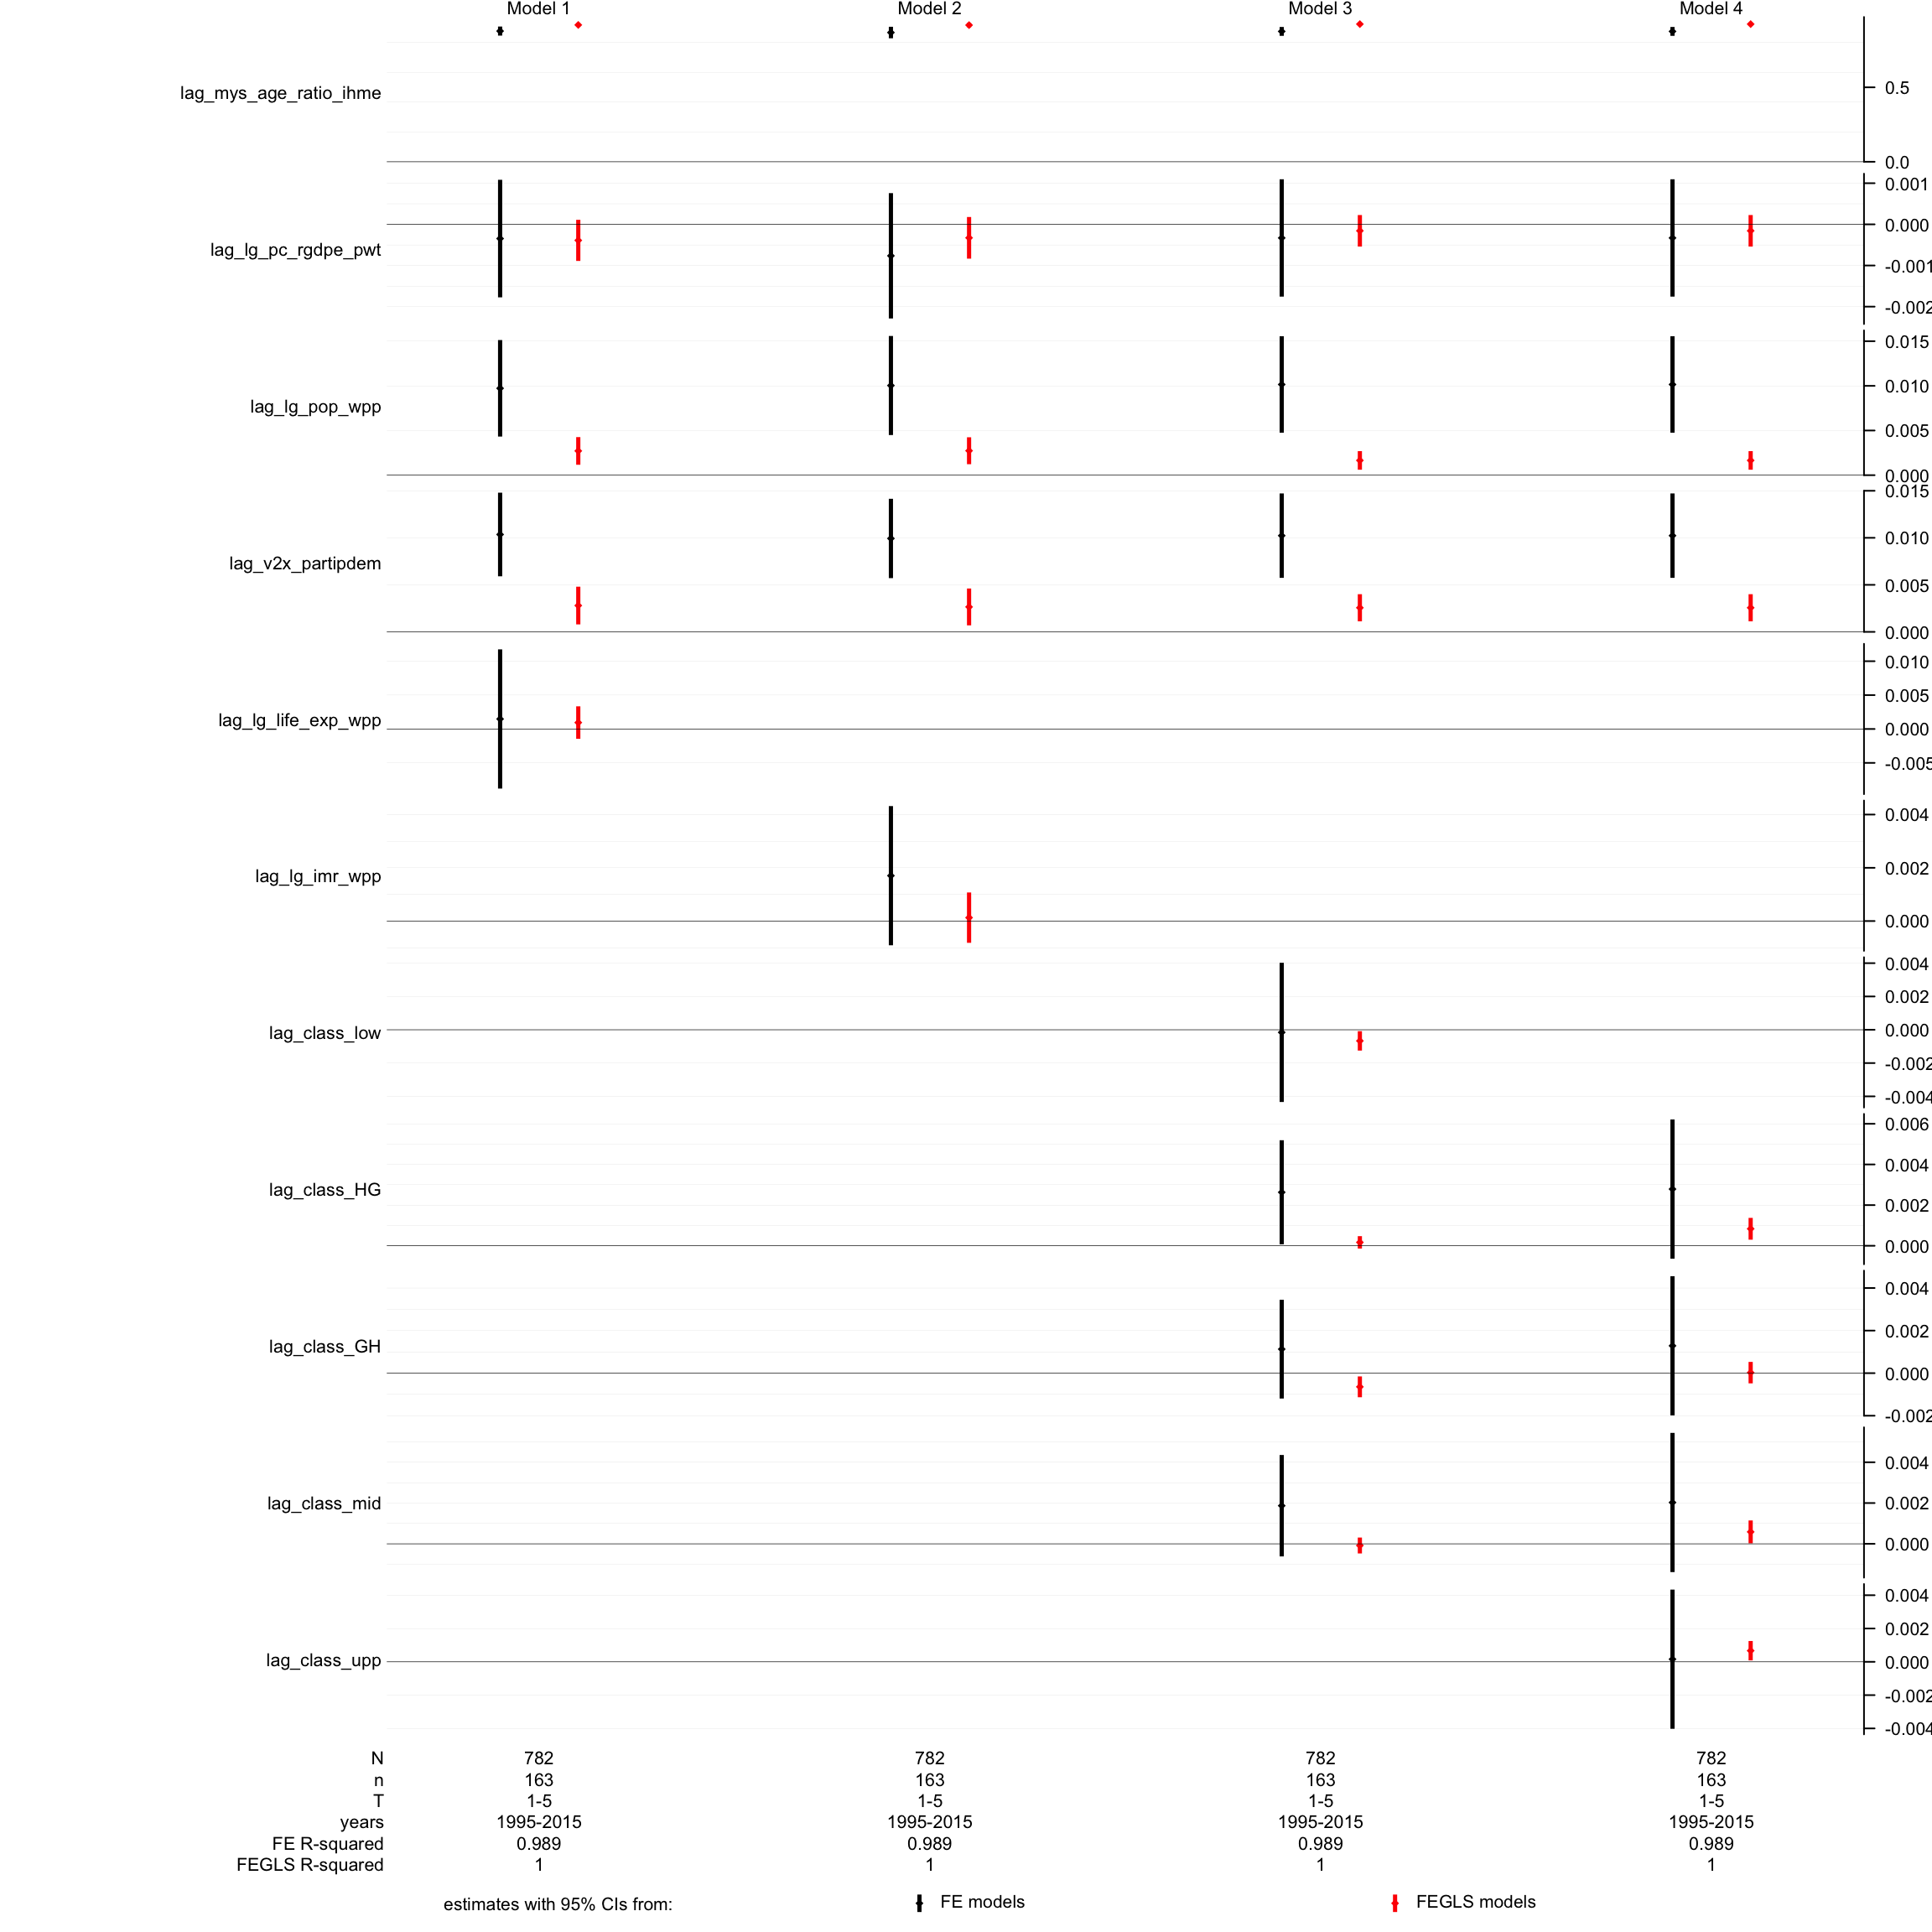 Model 1 Model 2 Model 3 Model 4
lag_mys_age_ratio_ihme
0.5
0.0
lag_lg_pc_rgdpe_pwt
0.001
0.000
-0.001
-0.002
lag_lg_pop_wpp
0.015
0.010
0.005
0.000
lag_v2x_partipdem
0.015
0.010
0.005
0.000
lag_lg_life_exp_wpp
0.010
0.005
0.000
-0.005
lag_lg_imr_wpp
0.004
0.002
0.000
lag_class_low
0.004
0.002
0.000
-0.002
-0.004
lag_class_HG
0.006
0.004
0.002
0.000
lag_class_GH
0.004
0.002
0.000
-0.002
lag_class_mid
0.004
0.002
0.000
lag_class_upp
0.004
0.002
0.000
-0.002
-0.004
N 782 782 782 782
n 163 163 163 163
T 1-5 1-5 1-5 1-5
years 1995-2015 1995-2015 1995-2015 1995-2015
FE R-squared 0.989 0.989 0.989 0.989
FEGLS R-squared 1 1 1 1
estimates with 95% CIs from: FE models FEGLS models